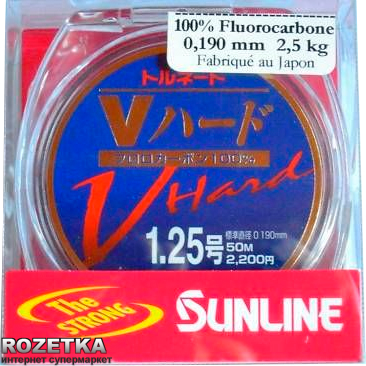 100% Fluorocarbone
0,190 mm 2,5 kg
Fabriqué au Japon
トルネード
Vハード
フロロカーボン100%
V Hard
1.25号
標準直径0.190mm
50M
2,200円
The
STRONG
SUNLINE
ROZETKA
интернет супермаркет